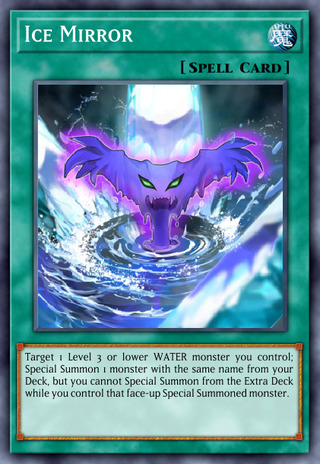 Ice Mirror
[Spell Card]
Target 1 Level 3 or lower WATER monster you control;
Special Summon 1 monster with the same name from your
Deck, but you cannot Special Summon from the Extra Deck
while you control that face-up Special Summoned monster.